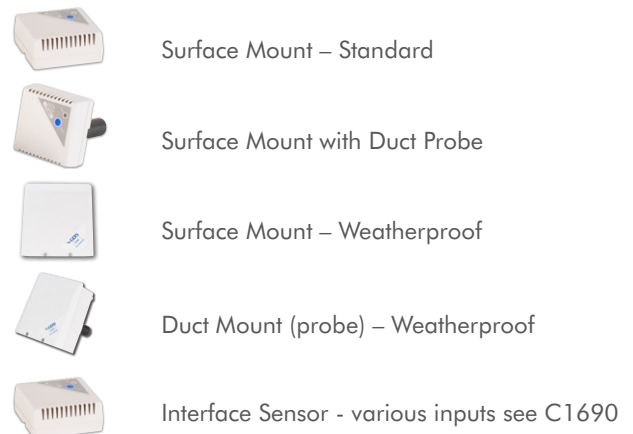 Surface Mount – Standard
Surface Mount with Duct Probe
Surface Mount – Weatherproof
Duct Mount (probe) – Weatherproof
Interface Sensor - various inputs see C1690